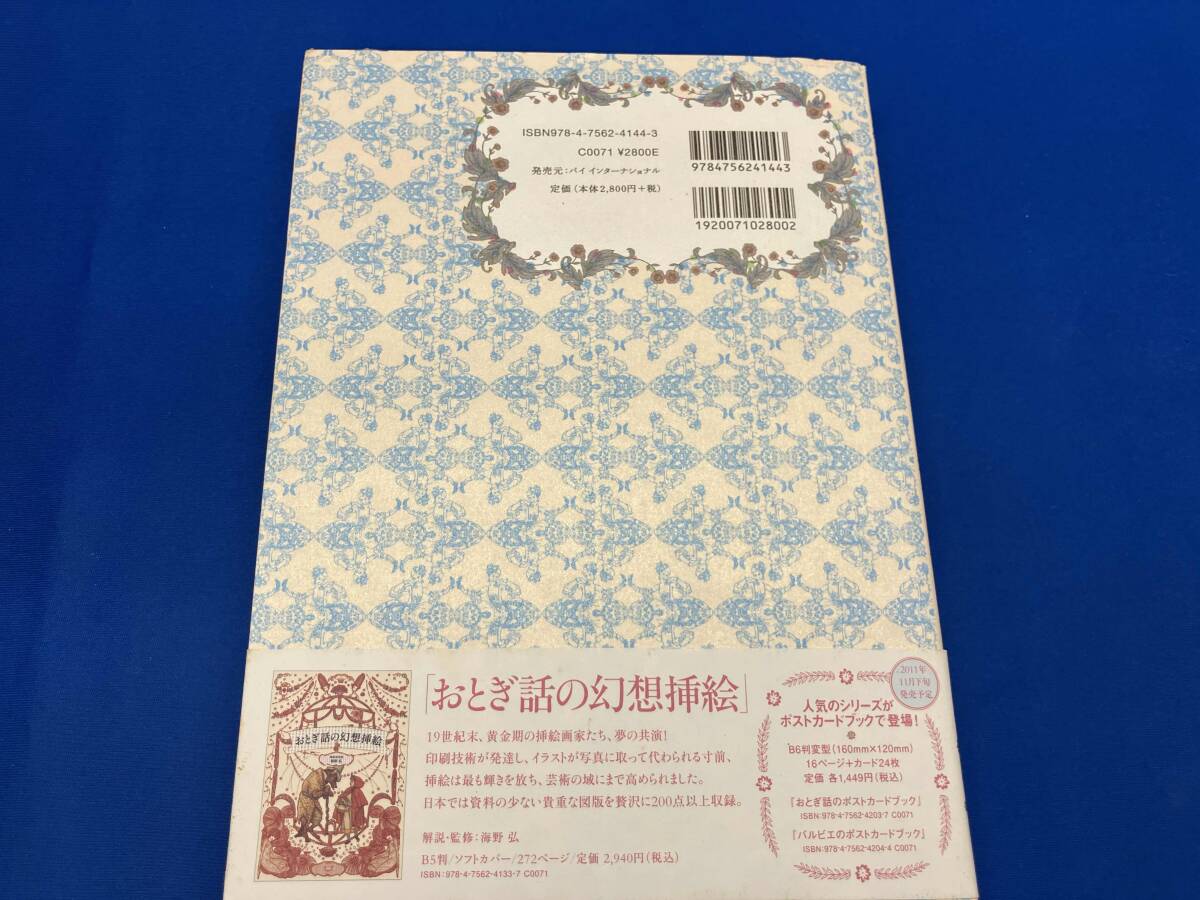 ISBN978-4-7562-4144-3
C0071 ¥2800E
発売元：パイ インターナショナル
定価（本体2,800円＋税）
9784756241443
1920071028002
おとぎ話の幻想挿絵
「おとぎ話の幻想挿絵」
19世紀末、黄金期の挿絵画家たち、夢の共演！
印刷技術が発達し、イラストが写真に取って代わられる寸前、
挿絵は最も輝きを放ち、芸術の域にまで高められました。
日本では資料の少ない貴重な図版を贅沢に200点以上収録。
解説・監修：海野 弘
B5判/ソフトカバー/272ページ/定価 2,940円（税込）
ISBN：978-4-7562-4133-7 C0071
2011年
11月下旬
発売予定
人気のシリーズが
ポストカードブックで登場！
B6判変型（160mm×120mm）
16ページ＋カード24枚
定価 各1,449円（税込）
『おとぎ話のポストカードブック』
ISBN：978-4-7562-4203-7 C0071
『バルビエのポストカードブック』
ISBN：978-4-7562-4204-4 C0071